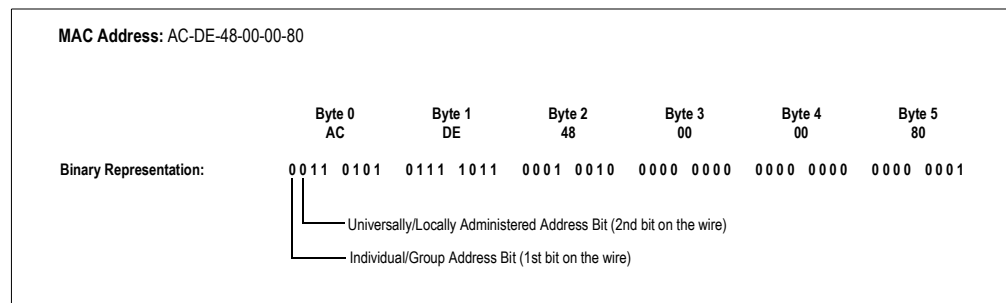 MAC Address: AC-DE-48-00-00-80
Byte 0 Byte 1 Byte 2 Byte 3 Byte 4 Byte 5
AC DE 48 00 00 80
Binary Representation: 0011 0101 0111 1011 0001 0010 0000 0000 0000 0000 0000 0001
Universally/Locally Administered Address Bit (2nd bit on the wire)
Individual/Group Address Bit (1st bit on the wire)